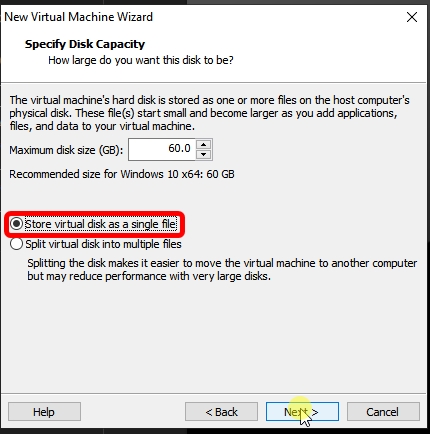 New Virtual Machine Wizard
Specify Disk Capacity
How large do you want this disk to be?
The virtual machine's hard disk is stored as one or more files on the host computer's
physical disk. These file(s) start small and become larger as you add applications,
files, and data to your virtual machine.
Maximum disk size (GB): 60.0
Recommended size for Windows 10 x64: 60 GB
Store virtual disk as a single file
Split virtual disk into multiple files
Splitting the disk makes it easier to move the virtual machine to another computer
but may reduce performance with very large disks.
Help < Back Next > Cancel